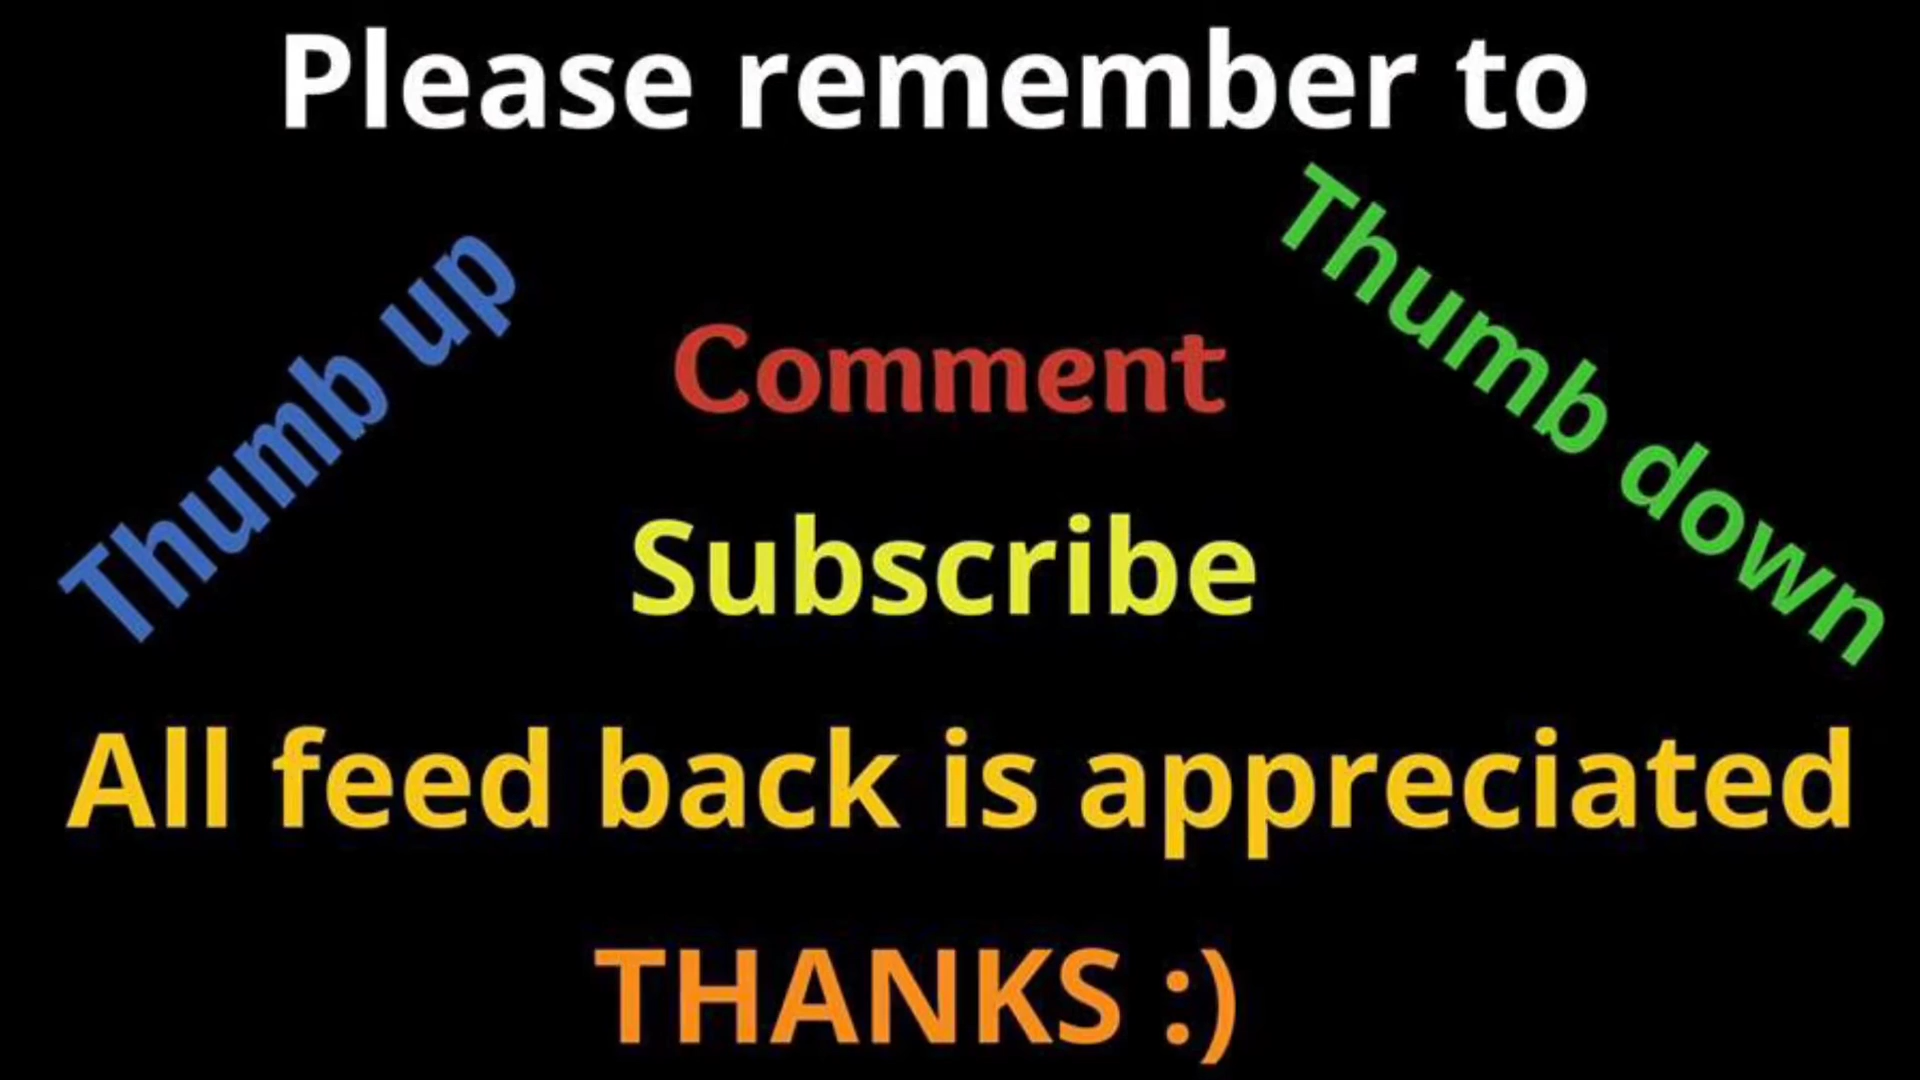 Please remember to
Thumb up
Thumb down
Comment
Subscribe
All feed back is appreciated
THANKS :)